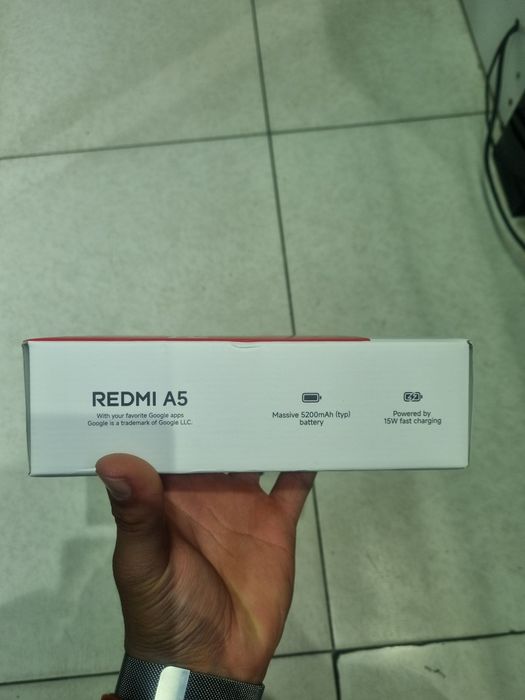 REDMI A5
With your favorite Google apps
Google is a trademark of Google LLC.
Massive 5200mAh (typ)
battery
Powered by
15W fast charging